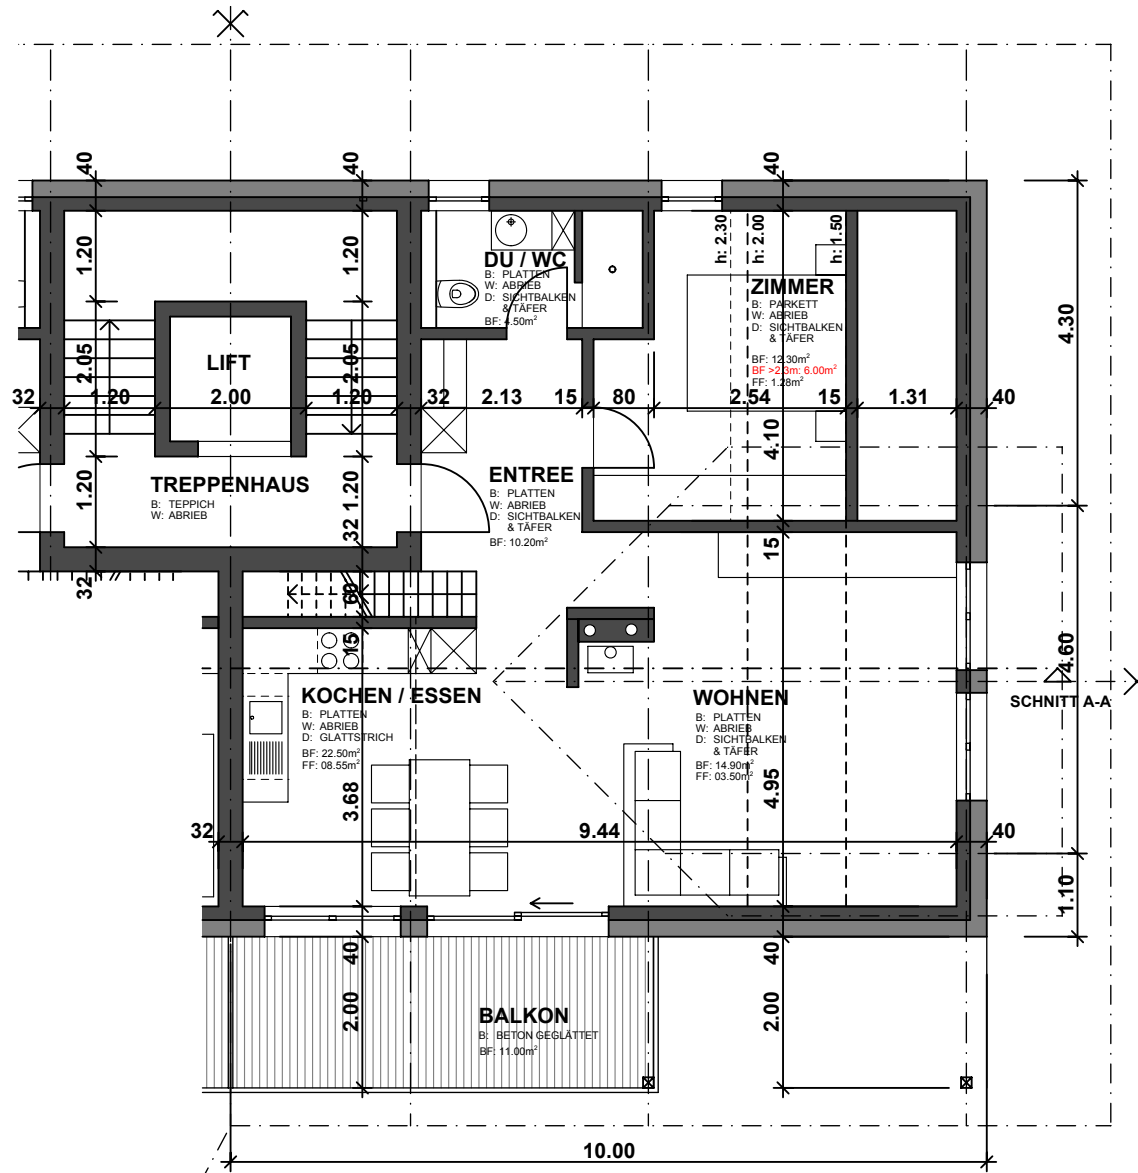 40
40
40
1.20
1.20
h: 2.30
h: 2.00
h: 1.50
DU / WC
B: PLATTEN
W: ABRIEB
D: SICHTBALKEN
& TÄFER
BF: 4.50m²
ZIMMER
B: PARKETT
W: ABRIEB
D: SICHTBALKEN
& TÄFER
BF: 12.30m²
BF >2.3m: 6.00m²
FF: 1.28m²
4.30
2.05
LIFT
2.05
32
1.20
2.00
1.20
32
2.13
15
80
2.54
15
1.31
40
4.10
1.20
TREPPENHAUS
B: TEPPICH
W: ABRIEB
1.20
32
ENTREE
B: PLATTEN
W: ABRIEB
D: SICHTBALKEN
& TÄFER
BF: 10.20m²
32
15
60
15
4.60
KOCHEN / ESSEN
B: PLATTEN
W: ABRIEB
D: GLATTSTRICH
BF: 22.50m²
FF: 08.55m²
WOHNEN
B: PLATTEN
W: ABRIEB
D: SICHTBALKEN
& TÄFER
BF: 14.90m²
FF: 03.50m²
SCHNITT A-A
3.68
4.95
32
9.44
40
1.10
40
40
2.00
BALKON
B: BETON GEGLÄTTET
BF: 11.00m²
2.00
10.00